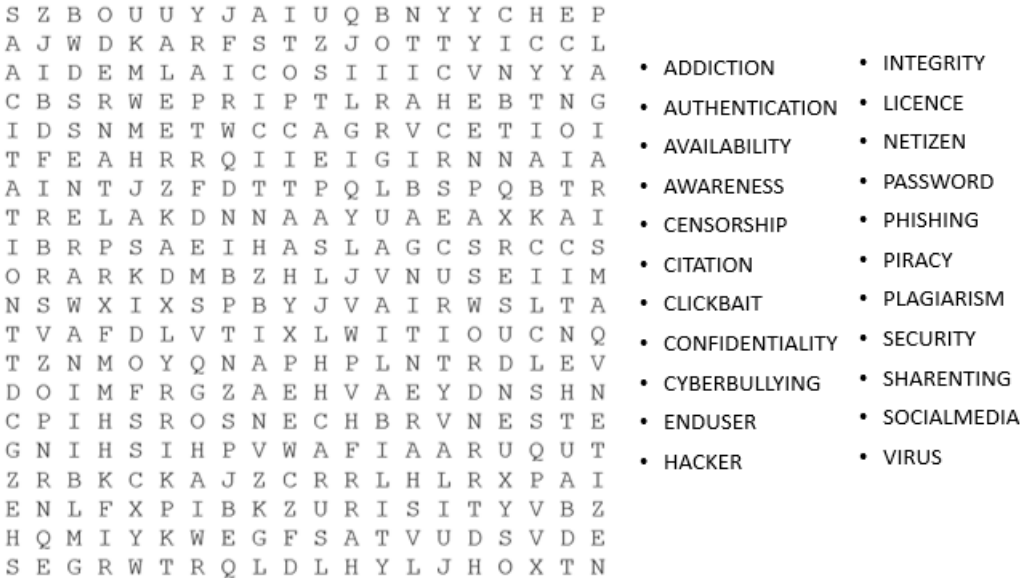 S Z B O U U Y J A I U Q B N Y Y C H E P
A J W D K A R F S T Z J O T T Y I C C L
A I D E M L A I C O S I I I C V N Y Y A
C B S R W E P R I P T L R A H E B T N G
I D S N M E T W C C A G R V C E T I O I
T F E A H R R Q I I E I G I R N N A I A
A I N T J Z F D T T P Q L B S P Q B T R
T R E L A K D N N A A Y U A E A X K A I
I B R P S A E I H A S L A G C S R C C S
O R A R K D M B Z H L J V N U S E I I M
N S W X I X S P B Y J V A I R W S L T A
T V A F D L V T I X L W I T I O U C N Q
T Z N M O Y Q N A P H P L N T R D L E V
D O I M F R G Z A E H V A E Y D N S H N
C P I H S R O S N E C H B R V N E S T E
G N I H S I H P V W A F I A A R U Q U T
Z R B K C K A J Z C R R L H L R X P A I
E N L F X P I B K Z U R I S I T Y V B Z
H Q M I Y K W E G F S A T V U D S V D E
S E G R W T R Q L D L H Y L J H O X T N
• ADDICTION
• AUTHENTICATION
• AVAILABILITY
• AWARENESS
• CENSORSHIP
• CITATION
• CLICKBAIT
• CONFIDENTIALITY
• CYBERBULLYING
• ENDUSER
• HACKER
• INTEGRITY
• LICENCE
• NETIZEN
• PASSWORD
• PHISHING
• PIRACY
• PLAGIARISM
• SECURITY
• SHARENTING
• SOCIALMEDIA
• VIRUS